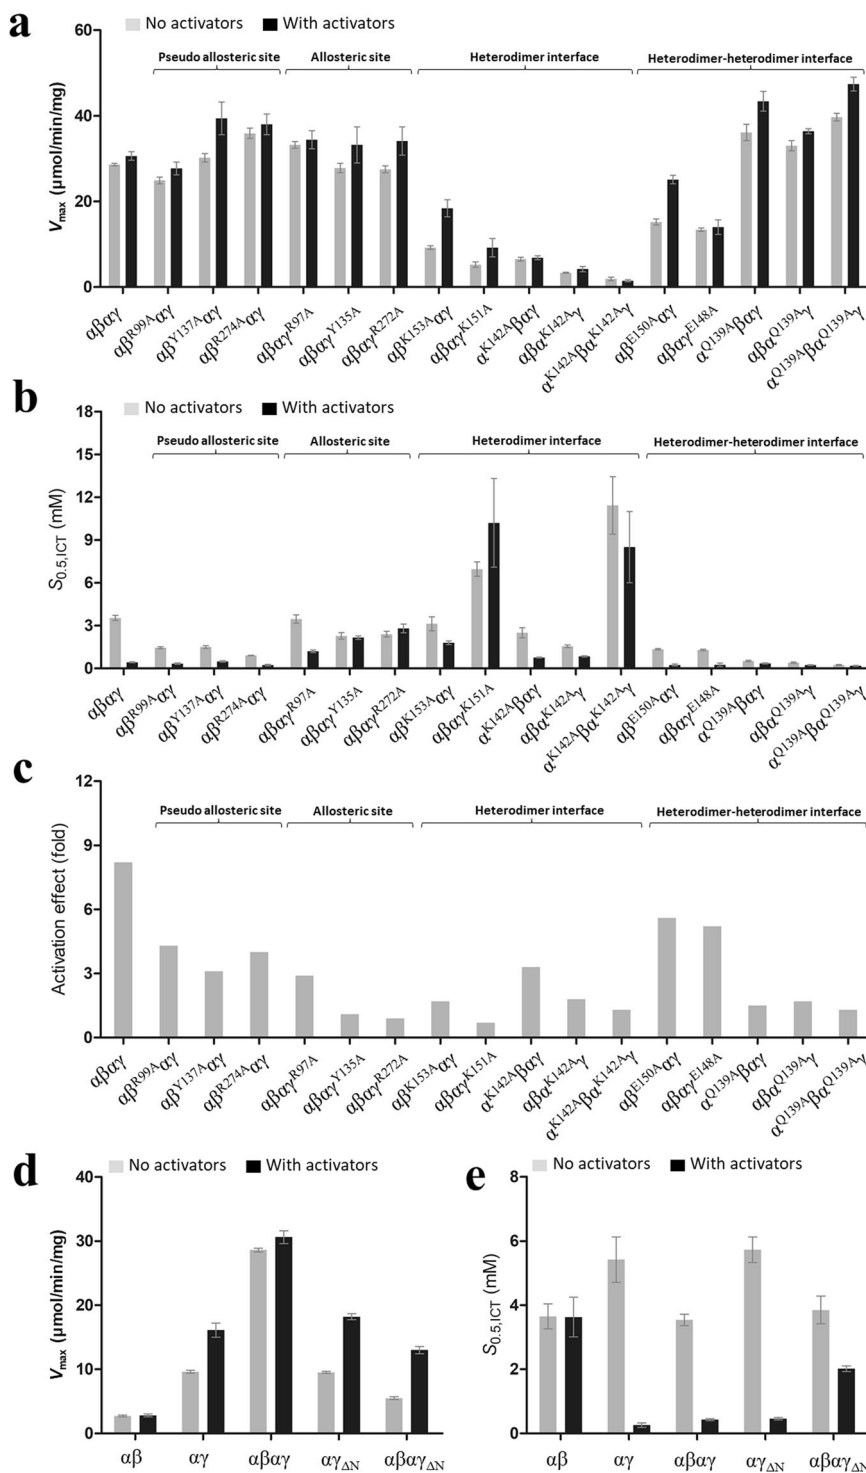 a
No activators With activators
Pseudo allosteric site Allosteric site Heterodimer interface Heterodimer-heterodimer interface
60
40
20
0
Vmax (μmol/min/mg)
αβαγ αβR99Aαγ αβY137Aαγ αβR274Aαγ αβαγR97A αβαγY135A αβαγR272A αβK153Aαγ αβαγK151A αK142Aβαγ αβαK142Aγ αK142AβαK142Aγ αβE150Aαγ αβαγE148A αQ139Aβαγ αβαQ139Aγ αQ139AβαQ139Aγ
b
No activators With activators
Pseudo allosteric site Allosteric site Heterodimer interface Heterodimer-heterodimer interface
18
15
12
9
6
3
0
S0.5,ICT (mM)
αβαγ αβR99Aαγ αβY137Aαγ αβR274Aαγ αβαγR97A αβαγY135A αβαγR272A αβK153Aαγ αβαγK151A αK142Aβαγ αβαK142Aγ αK142AβαK142Aγ αβE150Aαγ αβαγE148A αQ139Aβαγ αβαQ139Aγ αQ139AβαQ139Aγ
c
Pseudo allosteric site Allosteric site Heterodimer interface Heterodimer-heterodimer interface
12
9
6
3
0
Activation effect (fold)
αβαγ αβR99Aαγ αβY137Aαγ αβR274Aαγ αβαγR97A αβαγY135A αβαγR272A αβK153Aαγ αβαγK151A αK142Aβαγ αβαK142Aγ αK142AβαK142Aγ αβE150Aαγ αβαγE148A αQ139Aβαγ αβαQ139Aγ αQ139AβαQ139Aγ
d
No activators With activators
40
30
20
10
0
Vmax (μmol/min/mg)
αβ αγ αβαγ αγΔN αβαγΔN
e
No activators With activators
8
6
4
2
0
S0.5,ICT (mM)
αβ αγ αβαγ αγΔN αβαγΔN